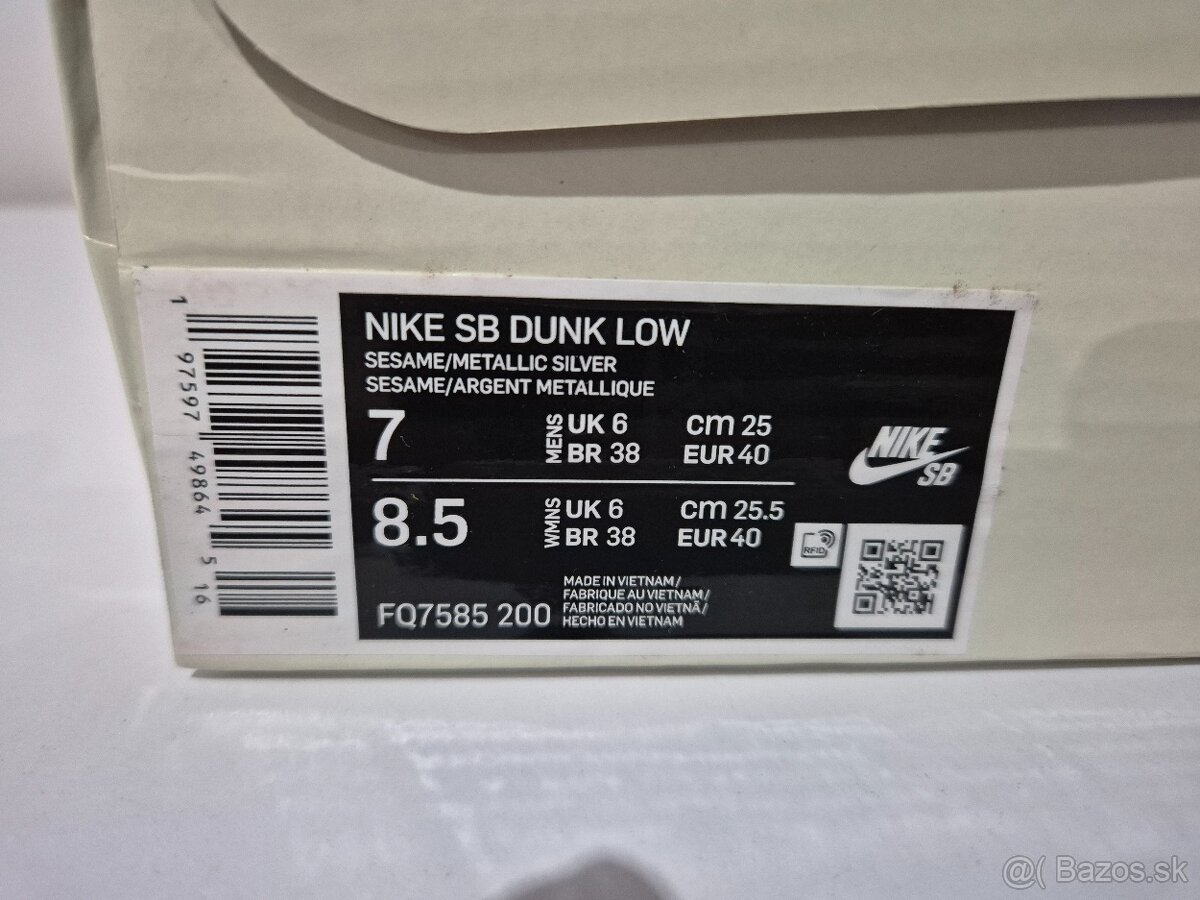 NIKE SB DUNK LOW
SESAME/METALLIC SILVER
SESAME/ARGENT METALLIQUE
7
MENS
UK 6
cm 25
BR 38
EUR 40
8.5
WMNS
UK 6
cm 25.5
BR 38
EUR 40
NIKE
SB
RFID
FQ7585 200
MADE IN VIETNAM/
FABRIQUE AU VIETNAM/
FABRICADO NO VIETNÃ/
HECHO EN VIETNAM
1 97597 49864 5 16
@( Bazos.sk